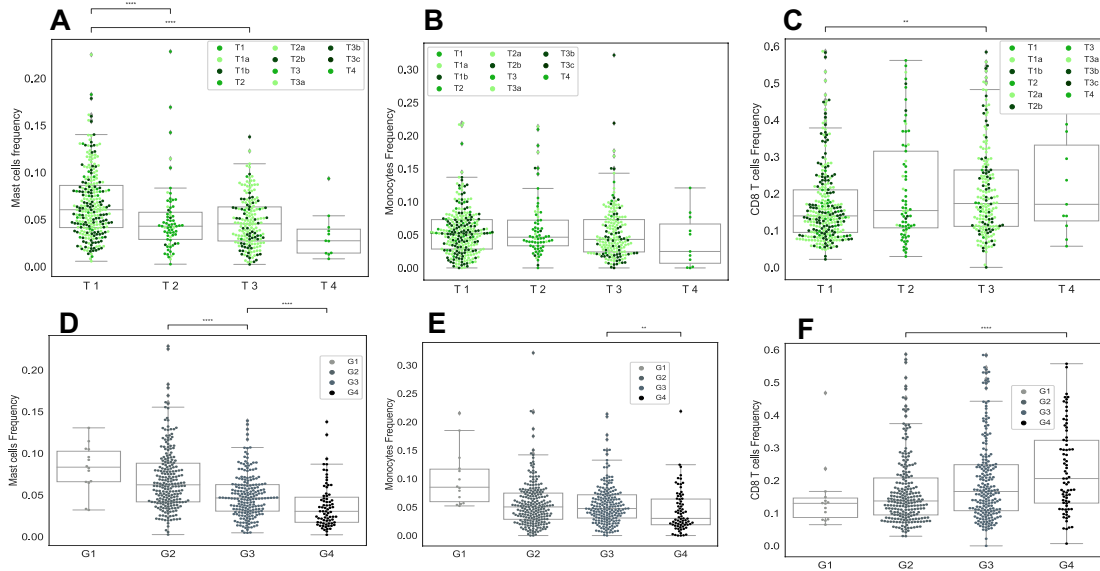 A
B
C
****
****
**
Mast cells frequency
0.20
0.15
0.10
0.05
0.00
T1 T2a T3b
T1a T2b T3c
T1b T3 T4
T2 T3a
T 1 T 2 T 3 T 4
Monocytes Frequency
0.30
0.25
0.20
0.15
0.10
0.05
0.00
T1 T2a T3b
T1a T2b T3c
T1b T3 T4
T2 T3a
T 1 T 2 T 3 T 4
CD8 T cells Frequency
0.6
0.5
0.4
0.3
0.2
0.1
0.0
T1 T3
T1a T3a
T1b T3b
T2 T3c
T2a T4
T2b
T 1 T 2 T 3 T 4
D
E
F
****
****
**
****
Mast cells Frequency
0.20
0.15
0.10
0.05
0.00
G1
G2
G3
G4
G1 G2 G3 G4
Monocytes Frequency
0.35
0.30
0.25
0.20
0.15
0.10
0.05
0.00
G1
G2
G3
G4
G1 G2 G3 G4
CD8 T cells Frequency
0.6
0.5
0.4
0.3
0.2
0.1
0.0
G1
G2
G3
G4
G1 G2 G3 G4